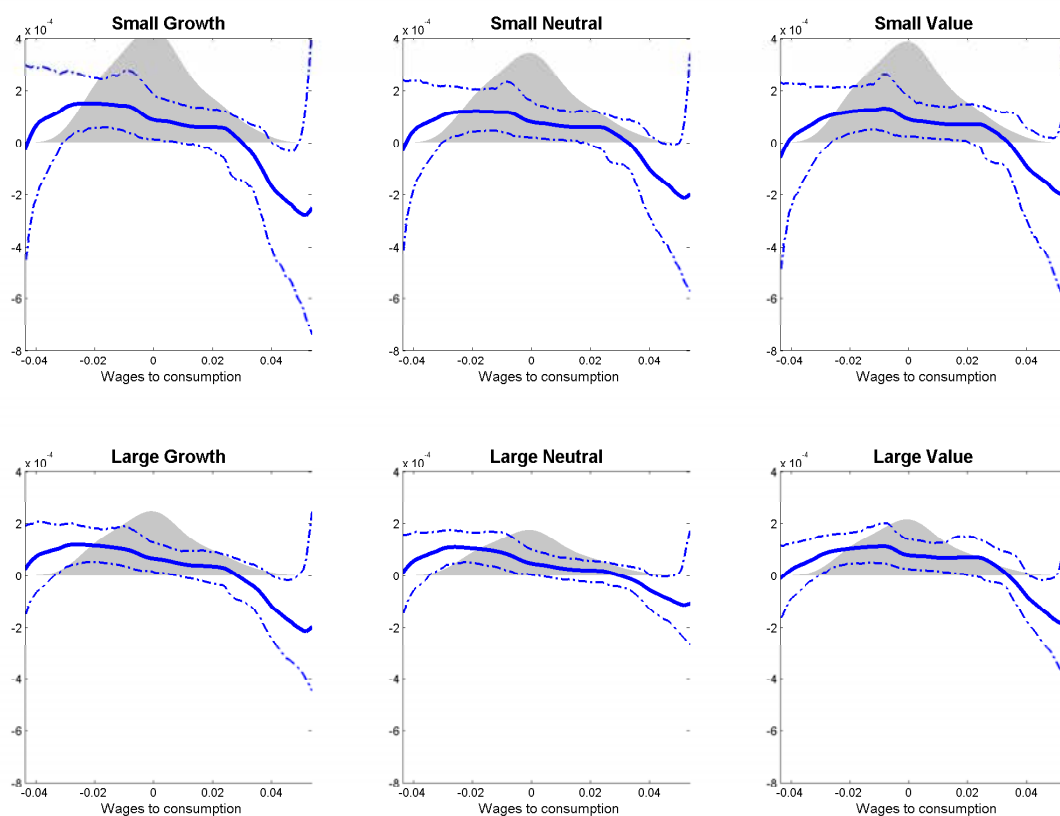 Small Growth
x 10-4
4
2
0
-2
-4
-6
-8
-0.04 -0.02 0 0.02 0.04
Wages to consumption
Small Neutral
x 10-4
4
2
0
-2
-4
-6
-8
-0.04 -0.02 0 0.02 0.04
Wages to consumption
Small Value
x 10-4
4
2
0
-2
-4
-6
-8
-0.04 -0.02 0 0.02 0.04
Wages to consumption
Large Growth
x 10-4
4
2
0
-2
-4
-6
-8
-0.04 -0.02 0 0.02 0.04
Wages to consumption
Large Neutral
x 10-4
4
2
0
-2
-4
-6
-8
-0.04 -0.02 0 0.02 0.04
Wages to consumption
Large Value
x 10-4
4
2
0
-2
-4
-6
-8
-0.04 -0.02 0 0.02 0.04
Wages to consumption